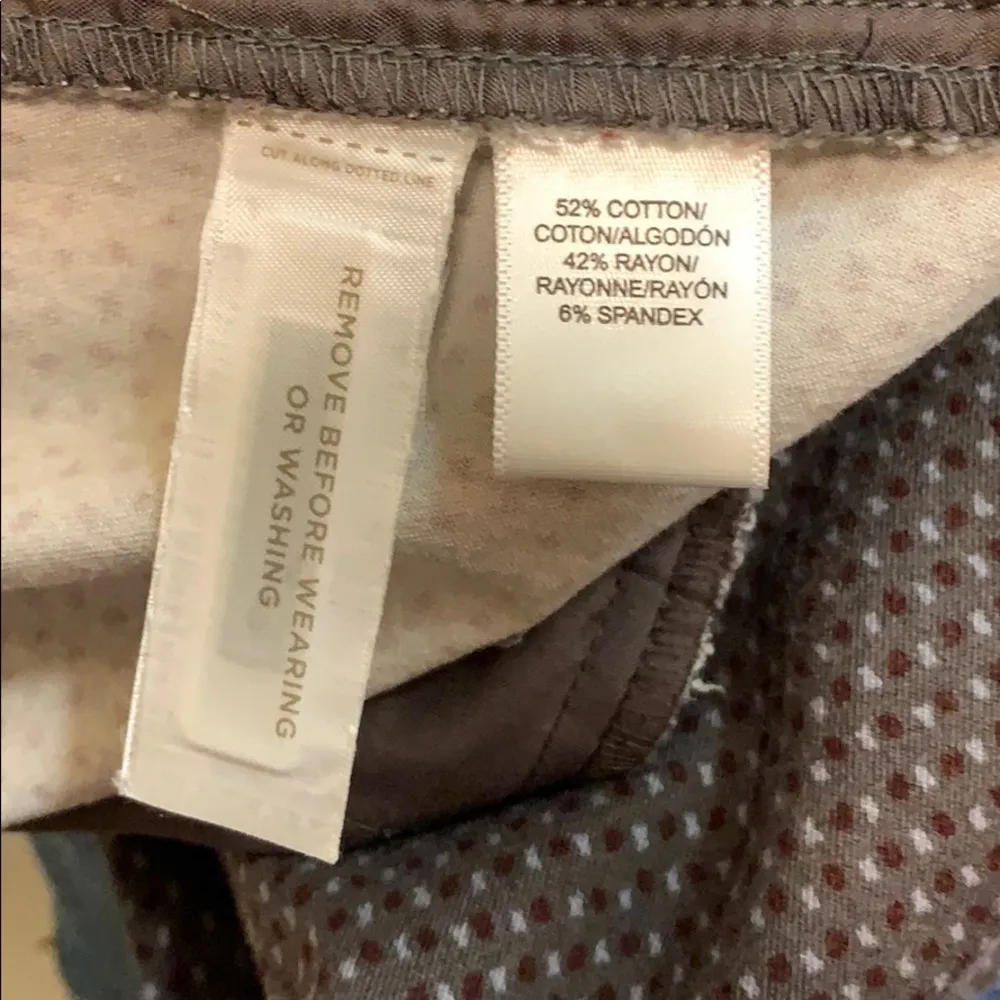 CUT ALONG DOTTED LINE
REMOVE BEFORE WEARING
OR WASHING
52% COTTON/
COTON/ALGODÓN
42% RAYON/
RAYONNE/RAYÓN
6% SPANDEX